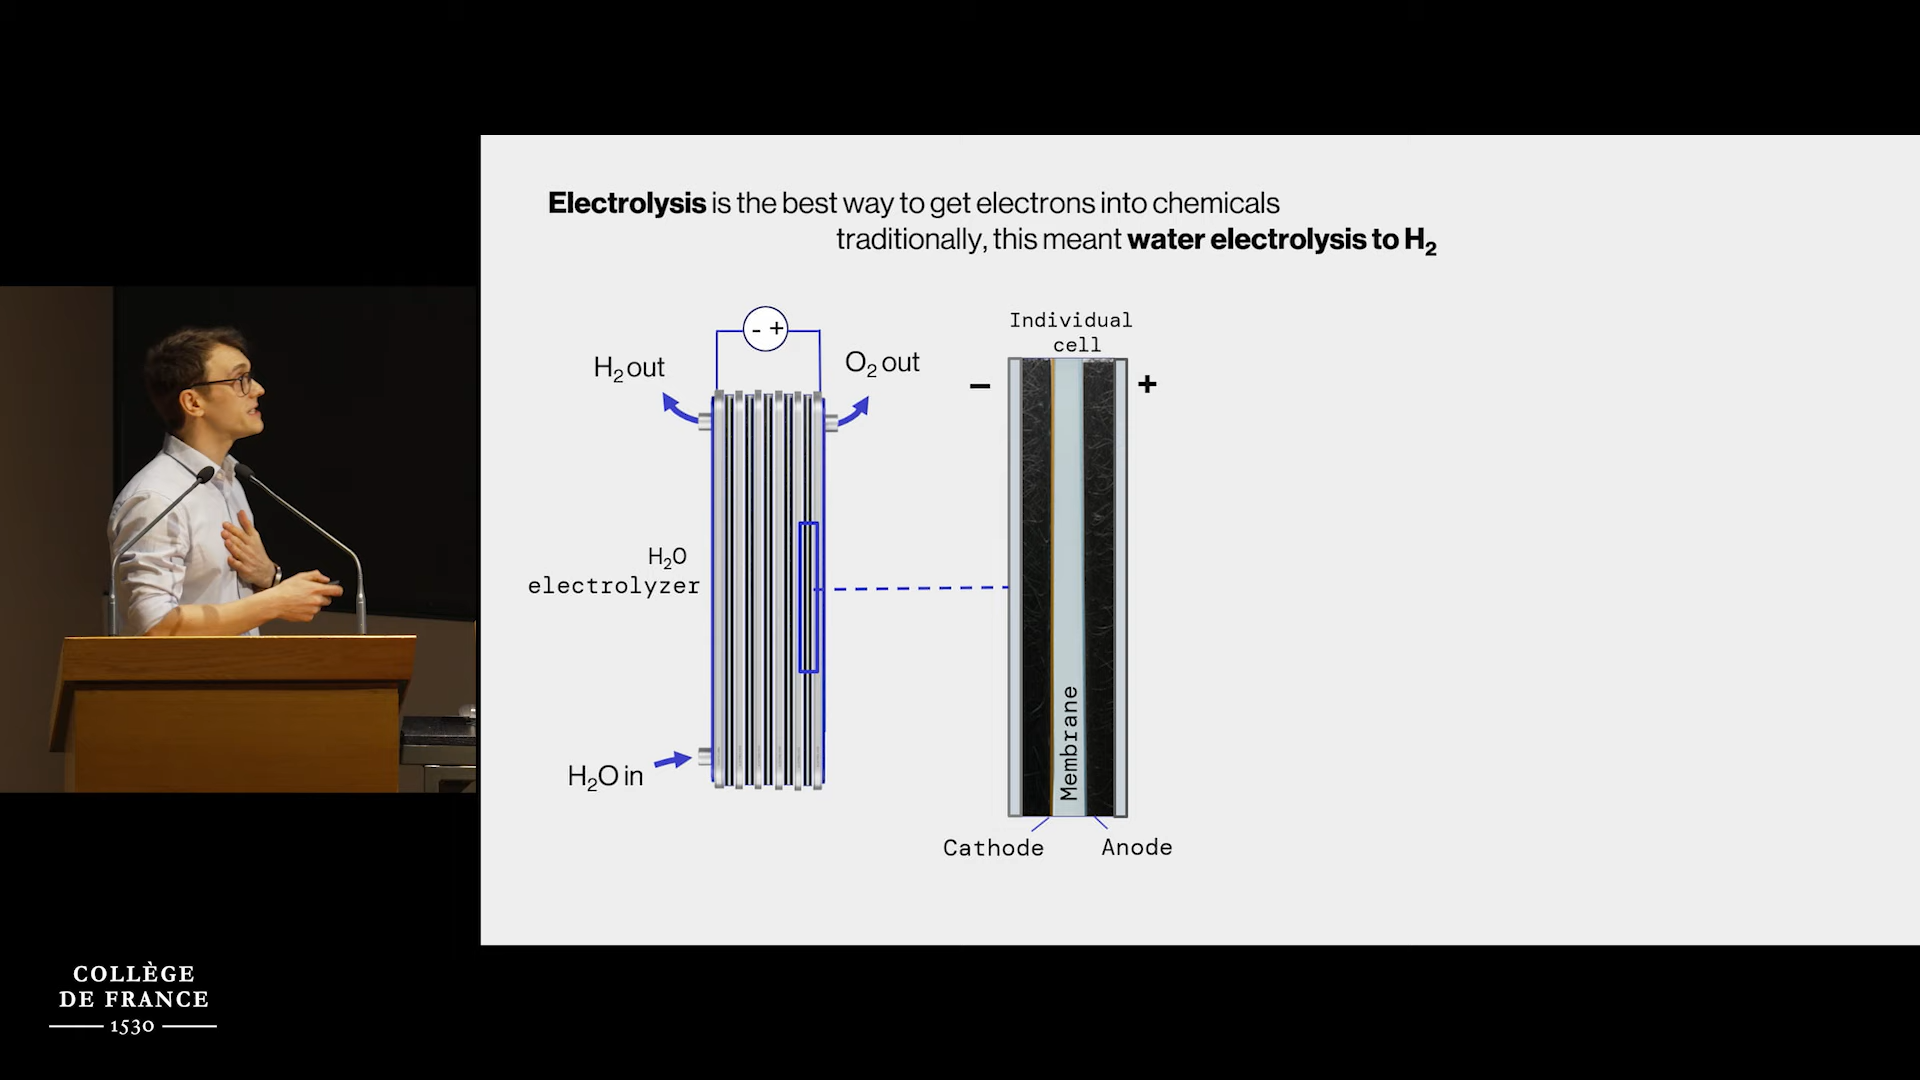 Electrolysis is the best way to get electrons into chemicals
traditionally, this meant water electrolysis to H₂
- +
H₂ out
O₂ out
H₂O
electrolyzer
H₂O in
Individual
cell
–
+
Membrane
Cathode
Anode
COLLÈGE
DE FRANCE
1530